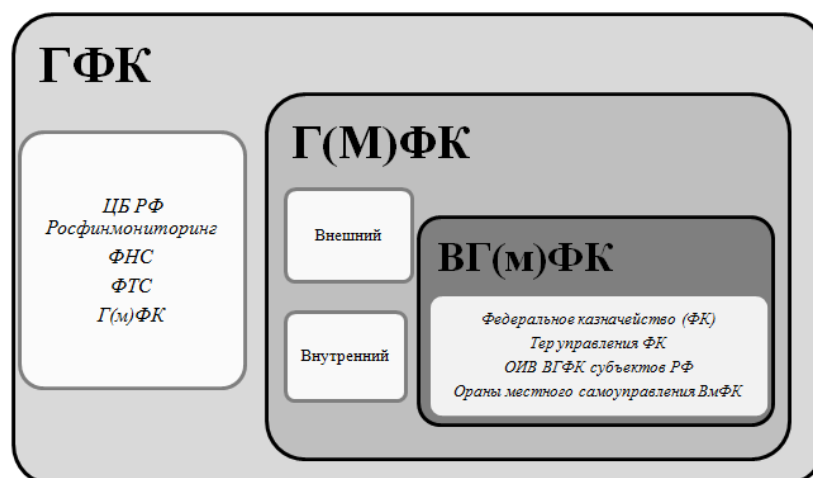 ГФК
ЦБ РФ
Росфинмониторинг
ФНС
ФТС
Г(м)ФК
Г(М)ФК
Внешний
Внутренний
ВГ(м)ФК
Федеральное казначейство (ФК)
Тер управления ФК
ОИВ ВГФК субъектов РФ
Ораны местного самоуправления ВмФК